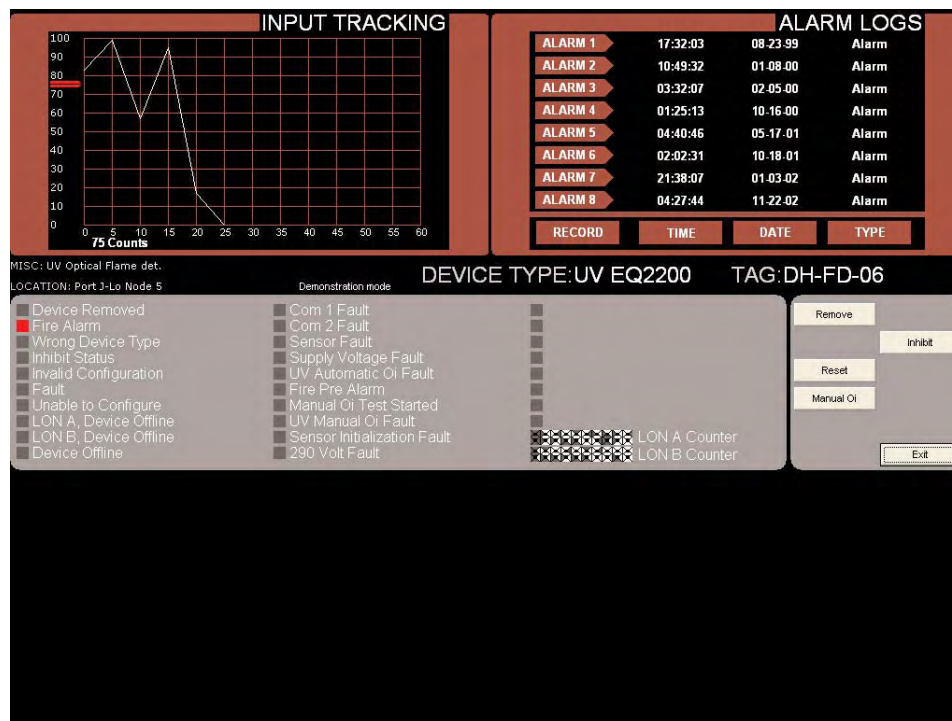 INPUT TRACKING
100
90
80
70
60
50
40
30
20
10
0
0 5 10 15 20 25 30 35 40 45 50 55 60
75 Counts
ALARM LOGS
ALARM 1 17:32:03 08-23-99 Alarm
ALARM 2 10:49:32 01-08-00 Alarm
ALARM 3 03:32:07 02-05-00 Alarm
ALARM 4 01:25:13 10-16-00 Alarm
ALARM 5 04:40:46 05-17-01 Alarm
ALARM 6 02:02:31 10-18-01 Alarm
ALARM 7 21:38:07 01-03-02 Alarm
ALARM 8 04:27:44 11-22-02 Alarm
RECORD TIME DATE TYPE
MISC: UV Optical Flame det.
LOCATION: Port J-Lo Node 5
Demonstration mode
DEVICE TYPE:UV EQ2200 TAG:DH-FD-06
Device Removed
Fire Alarm
Wrong Device Type
Inhibit Status
Invalid Configuration
Fault
Unable to Configure
LON A, Device Offline
LON B, Device Offline
Device Offline
Com 1 Fault
Com 2 Fault
Sensor Fault
Supply Voltage Fault
UV Automatic Oi Fault
Fire Pre Alarm
Manual Oi Test Started
UV Manual Oi Fault
Sensor Initialization Fault
290 Volt Fault
LON A Counter
LON B Counter
Remove
Inhibit
Reset
Manual Oi
Exit